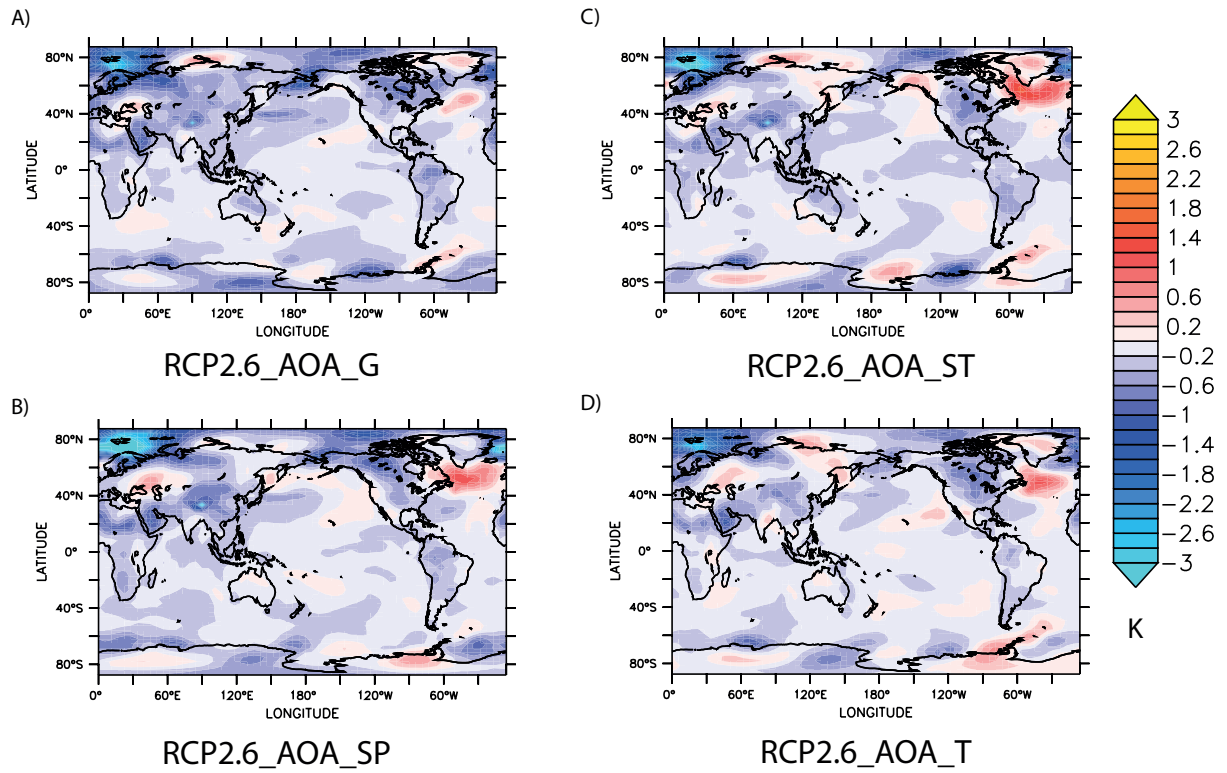 A)
80°N
40°N
0°
40°S
80°S
LATITUDE
0°
60°E
120°E
180°E
120°W
60°W
LONGITUDE
RCP2.6_AOA_G
C)
80°N
40°N
0°
40°S
80°S
LATITUDE
0°
60°E
120°E
180°W
120°W
60°W
LONGITUDE
RCP2.6_AOA_ST
B)
80°N
40°N
0°
40°S
80°S
LATITUDE
0°
60°E
120°E
180°W
120°W
60°W
LONGITUDE
RCP2.6_AOA_SP
D)
80°N
40°N
0°
40°S
80°S
LATITUDE
0°
60°E
120°E
180°W
120°W
60°W
LONGITUDE
RCP2.6_AOA_T
3
2.6
2.2
1.8
1.4
1
0.6
0.2
-0.2
-0.6
-1
-1.4
-1.8
-2.2
-2.6
-3
K